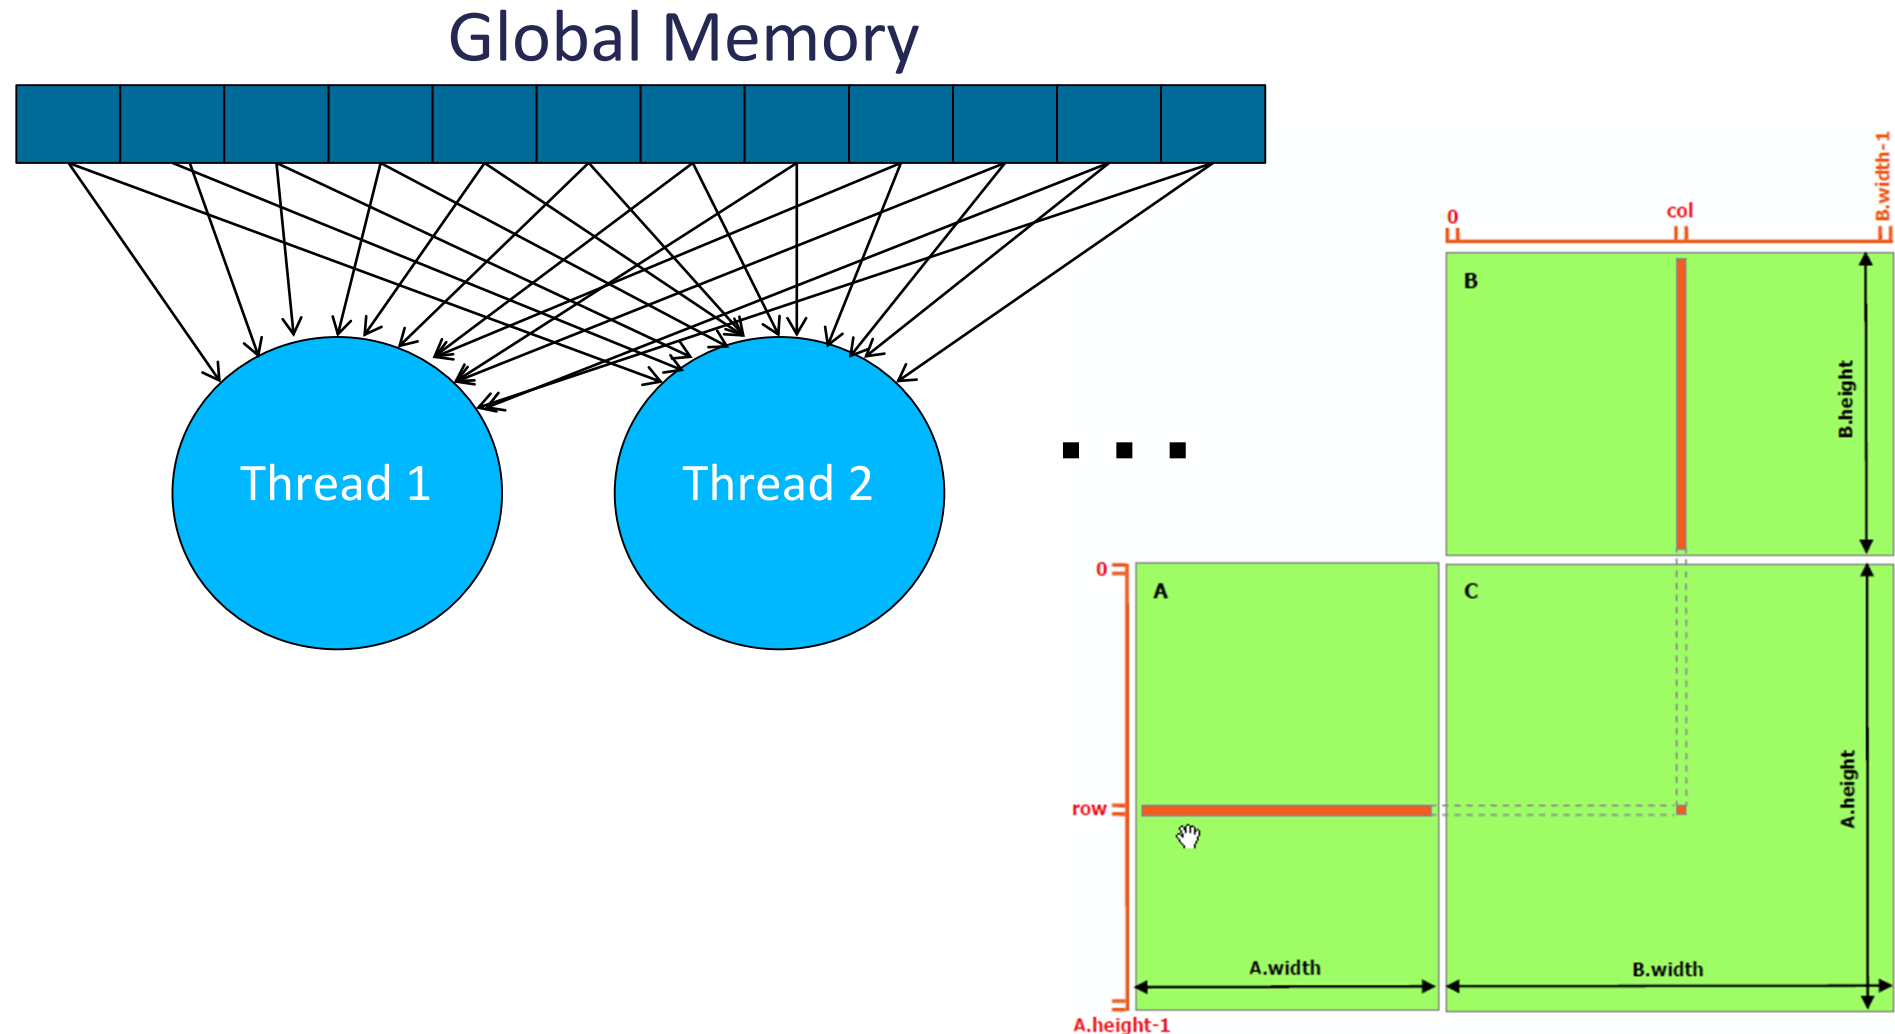 Global Memory
Thread 1
Thread 2
0
col
B.width-1
B
B.height
0
A
C
row
A.height
A.width
B.width
A.height-1